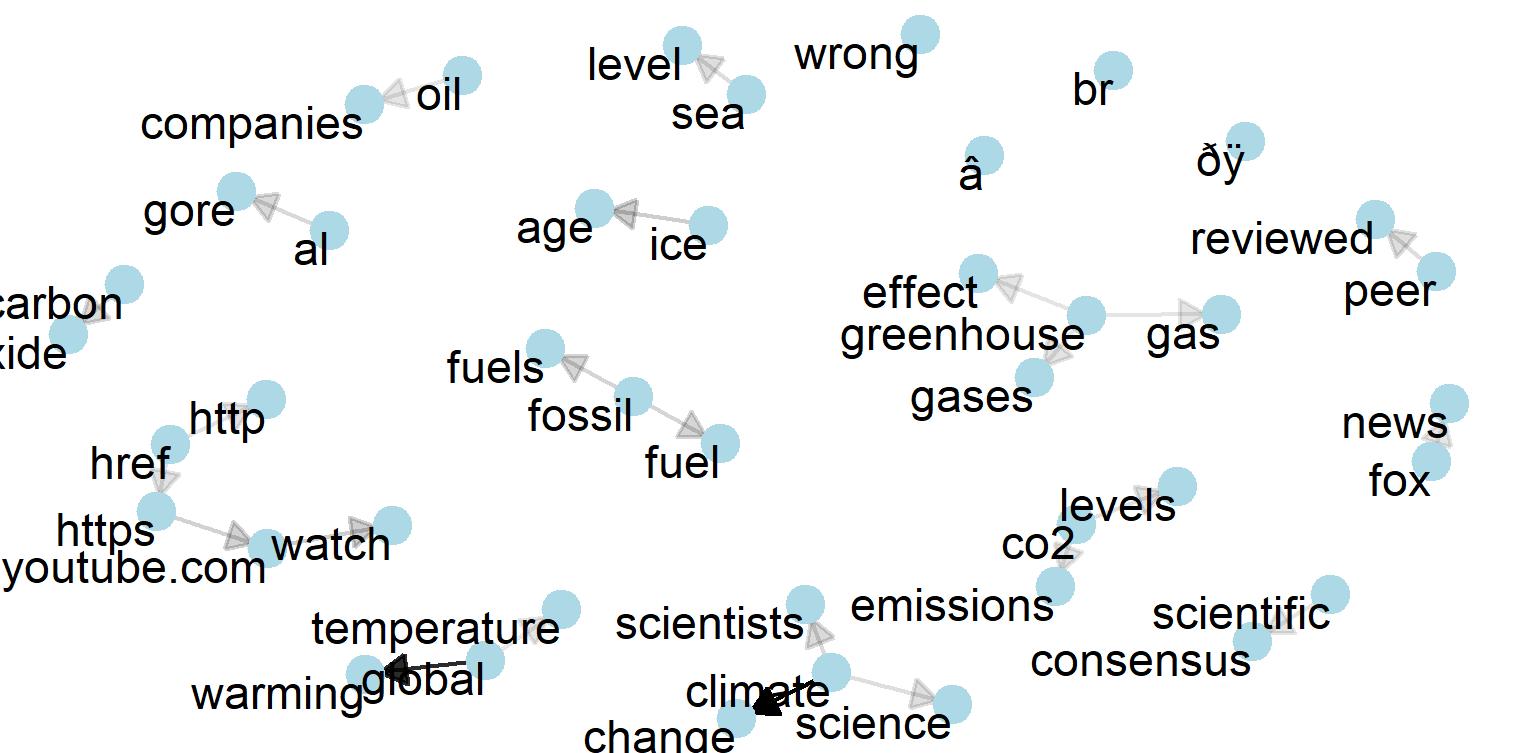 wrong
level
br
oil
sea
companies
ðÿ
â
gore
age
ice
reviewed
al
peer
effect
carbon
greenhouse
gas
xide
fuels
gases
fossil
http
news
href
fuel
fox
levels
https
watch
co2
youtube.com
emissions
scientific
scientists
temperature
consensus
global
climate
warming
science
change